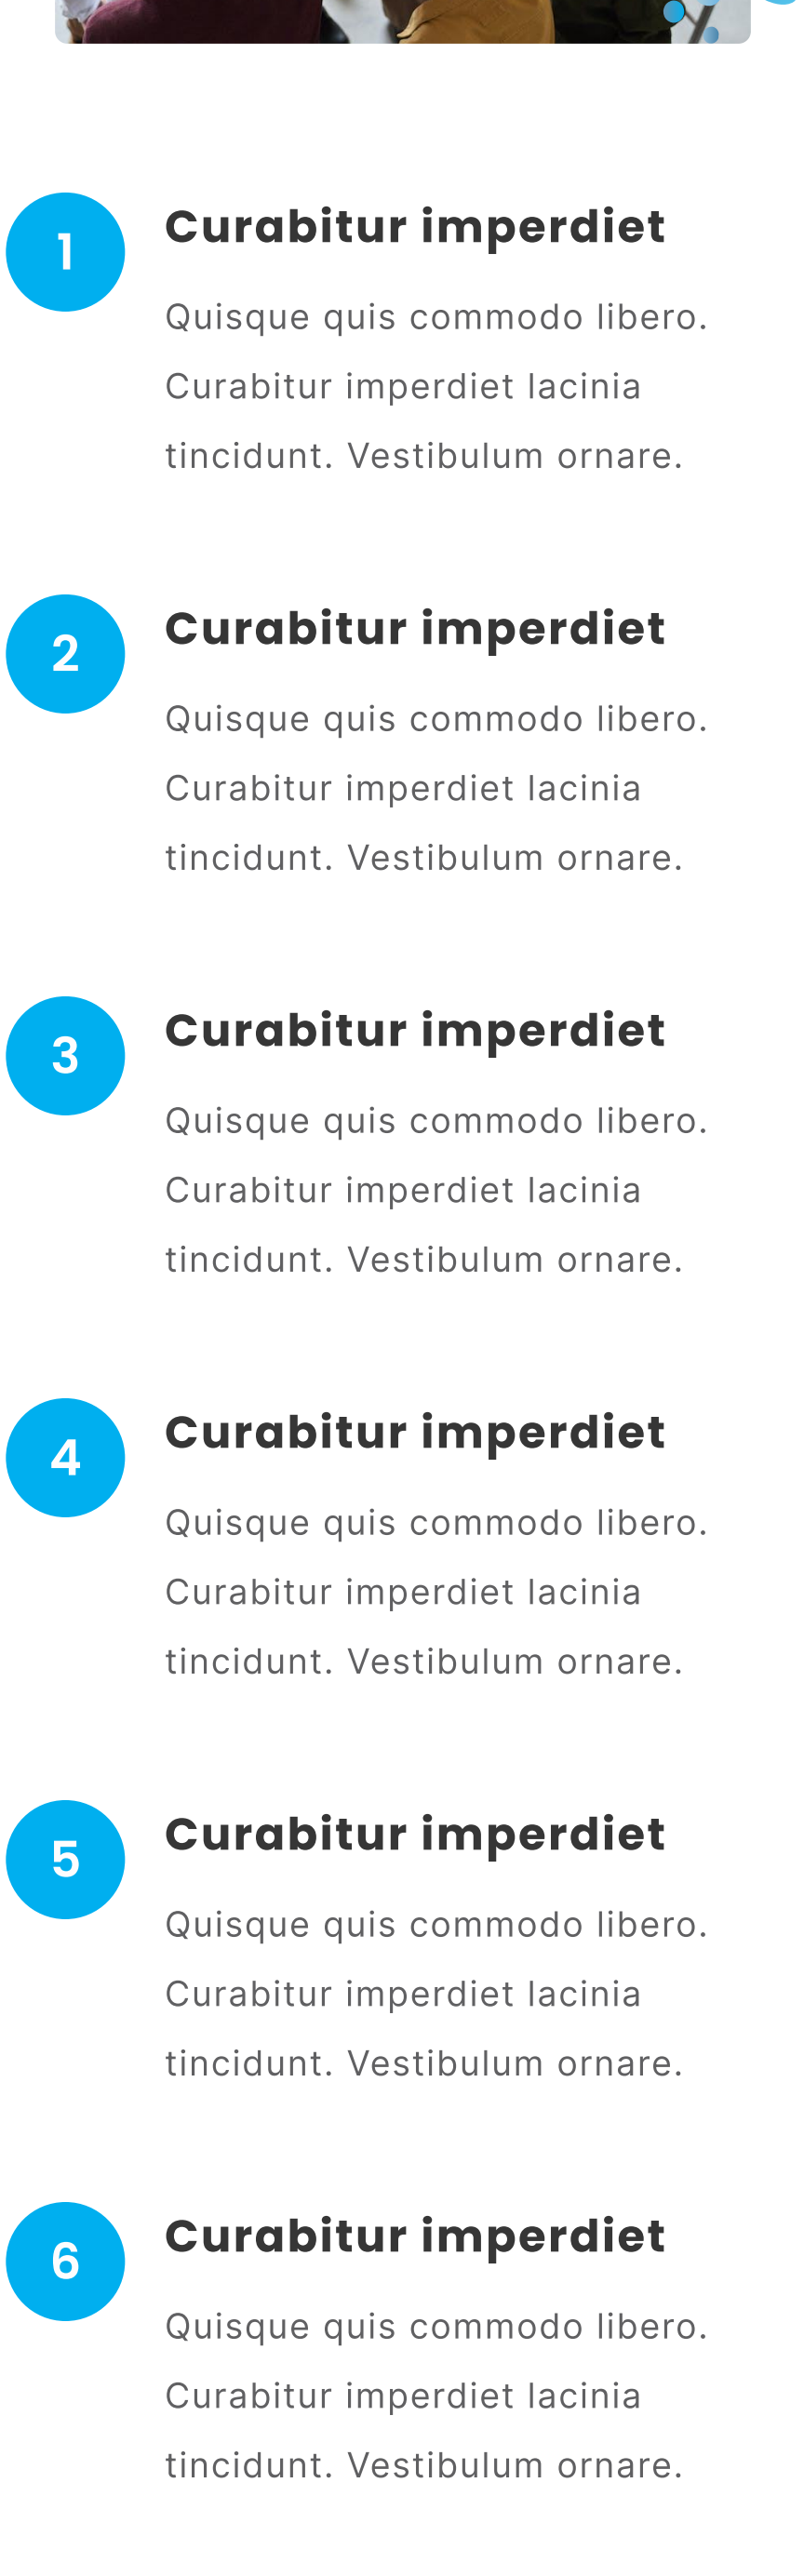 1
Curabitur imperdiet
Quisque quis commodo libero.
Curabitur imperdiet lacinia
tincidunt. Vestibulum ornare.
2
Curabitur imperdiet
Quisque quis commodo libero.
Curabitur imperdiet lacinia
tincidunt. Vestibulum ornare.
3
Curabitur imperdiet
Quisque quis commodo libero.
Curabitur imperdiet lacinia
tincidunt. Vestibulum ornare.
4
Curabitur imperdiet
Quisque quis commodo libero.
Curabitur imperdiet lacinia
tincidunt. Vestibulum ornare.
5
Curabitur imperdiet
Quisque quis commodo libero.
Curabitur imperdiet lacinia
tincidunt. Vestibulum ornare.
6
Curabitur imperdiet
Quisque quis commodo libero.
Curabitur imperdiet lacinia
tincidunt. Vestibulum ornare.